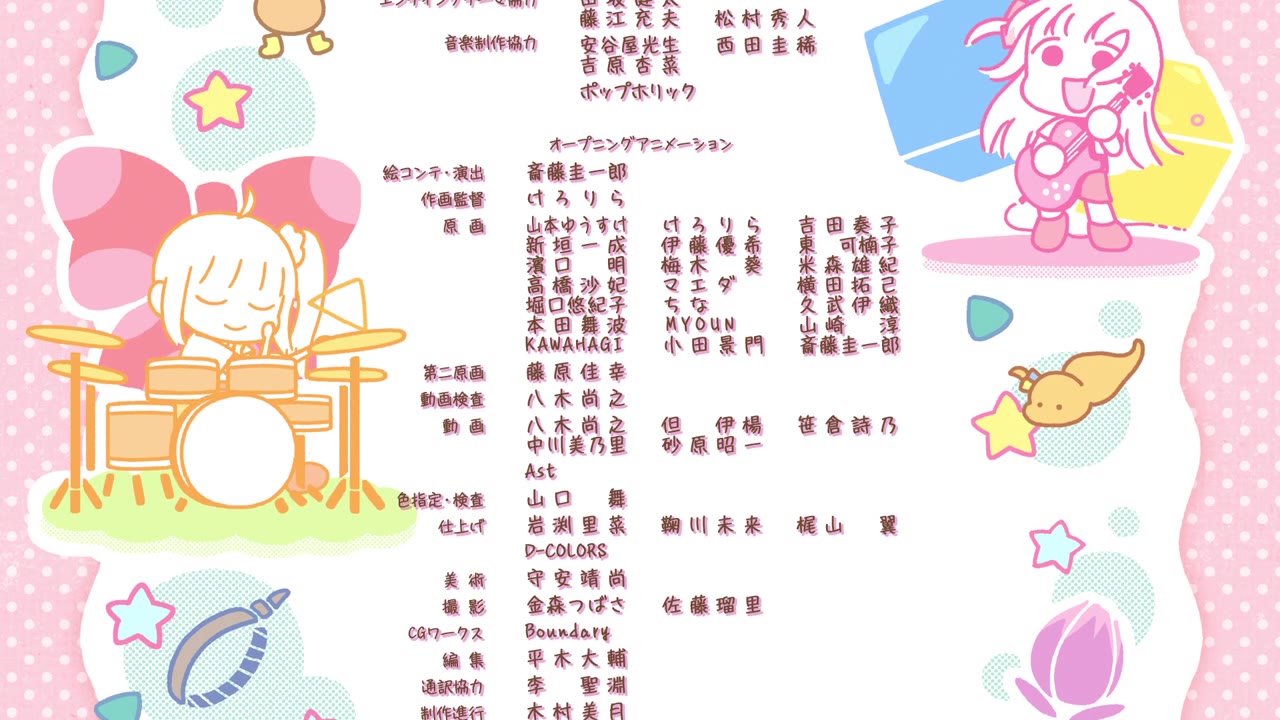 藤江充夫 松村秀人
音楽制作協力 安谷屋光生 西田圭稀
吉原杏菜
ポップホリック
オープニングアニメーション
絵コンテ・演出 斎藤圭一郎
作画監督 けろりら
原画 山本ゆうすけ けろりら 吉田奏子
新垣一成 伊藤優希 東 可楠子
濱口 明 梅木 葵 米森雄紀
高橋沙妃 マエダ 横田拓己
堀口悠紀子 ちな 久武伊織
本田舞波 MYOUN 山崎 淳
KAWAHAGI 小田景門 斎藤圭一郎
第二原画 藤原佳幸
動画検査 八木尚之
動画 八木尚之 但 伊楊 笹倉詩乃
中川美乃里 砂原昭一
Ast
色指定・検査 山口 舞
仕上げ 岩渕里菜 鞠川未来 梶山 翼
D-COLORS
美術 守安靖尚
撮影 金森つばさ 佐藤瑠里
CGワークス Boundary
編集 平木大輔
通訳協力 李 聖淵
制作進行 木村美月